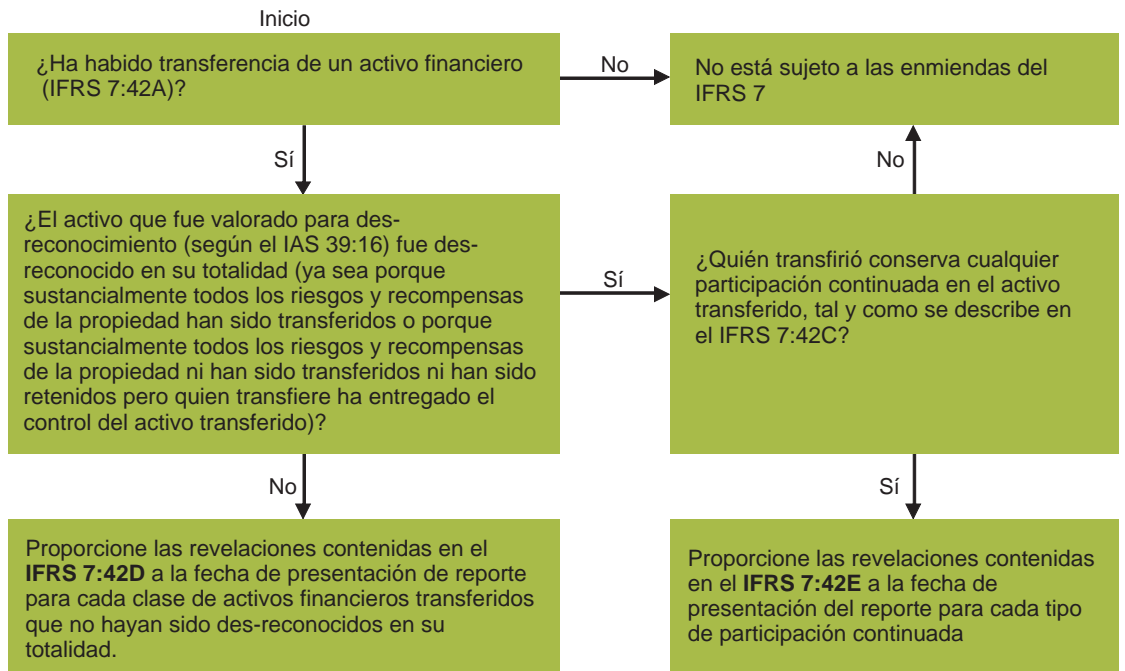 Inicio
¿Ha habido transferencia de un activo financiero
(IFRS 7:42A)?
No
No está sujeto a las enmiendas del
IFRS 7
Sí
No
¿El activo que fue valorado para des-
reconocimiento (según el IAS 39:16) fue des-
reconocido en su totalidad (ya sea porque
sustancialmente todos los riesgos y recompensas
de la propiedad han sido transferidos o porque
sustancialmente todos los riesgos y recompensas
de la propiedad ni han sido transferidos ni han sido
retenidos pero quien transfiere ha entregado el
control del activo transferido)?
Sí
¿Quién transfirió conserva cualquier
participación continuada en el activo
transferido, tal y como se describe en
el IFRS 7:42C?
No
Sí
Proporcione las revelaciones contenidas en el
IFRS 7:42D a la fecha de presentación de reporte
para cada clase de activos financieros transferidos
que no hayan sido des-reconocidos en su
totalidad.
Proporcione las revelaciones contenidas
en el IFRS 7:42E a la fecha de
presentación del reporte para cada tipo
de participación continuada